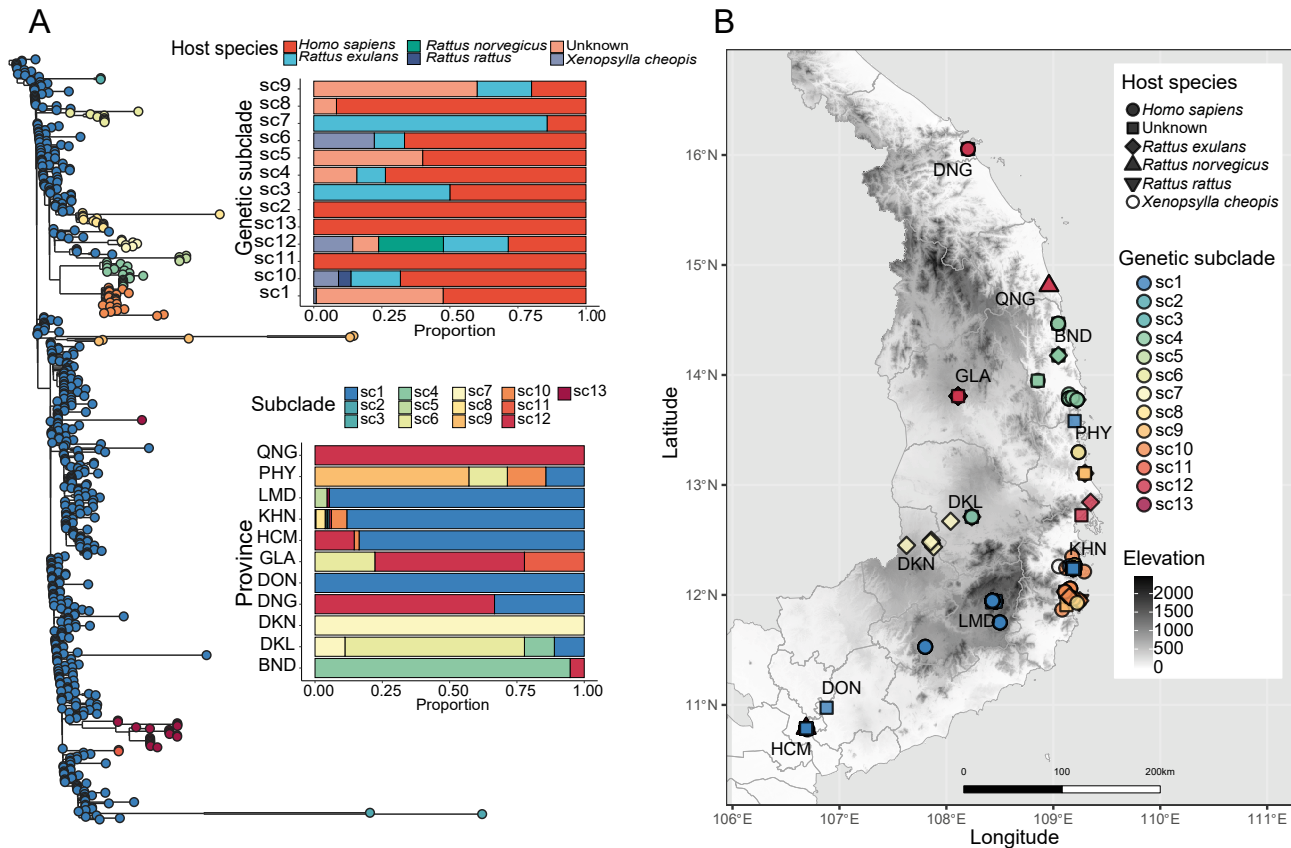 A
Host species
Homo sapiens
Rattus norvegicus
Unknown
Rattus exulans
Rattus rattus
Xenopsylla cheopis
Genetic subclade
sc9
sc8
sc7
sc6
sc5
sc4
sc3
sc2
sc13
sc12
sc11
sc10
sc1
0.00 0.25 0.50 0.75 1.00
Proportion
Subclade
sc1 sc4 sc7 sc10 sc13
sc2 sc5 sc8 sc11
sc3 sc6 sc9 sc12
Province
QNG
PHY
LMD
KHN
HCM
GLA
DON
DNG
DKN
DKL
BND
0.00 0.25 0.50 0.75 1.00
Proportion
B
Latitude
16°N
15°N
14°N
13°N
12°N
11°N
DNG
QNG
BND
GLA
PHY
DKL
DKN
KHN
LMD
DON
HCM
0 100 200km
106°E 107°E 108°E 109°E 110°E 111°E
Longitude
Host species
Homo sapiens
Unknown
Rattus exulans
Rattus norvegicus
Rattus rattus
Xenopsylla cheopis
Genetic subclade
sc1
sc2
sc3
sc4
sc5
sc6
sc7
sc8
sc9
sc10
sc11
sc12
sc13
Elevation
2000
1500
1000
500
0